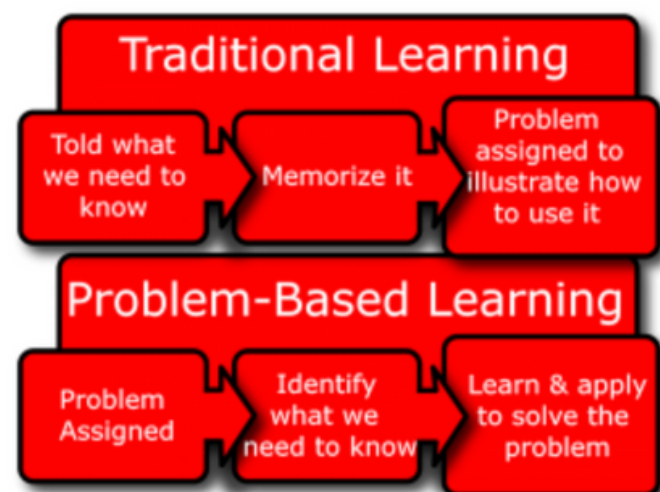 Traditional Learning
Told what
we need to
know
Memorize it
Problem
assigned to
illustrate how
to use it
Problem-Based Learning
Problem
Assigned
Identify
what we
need to know
Learn & apply
to solve the
problem